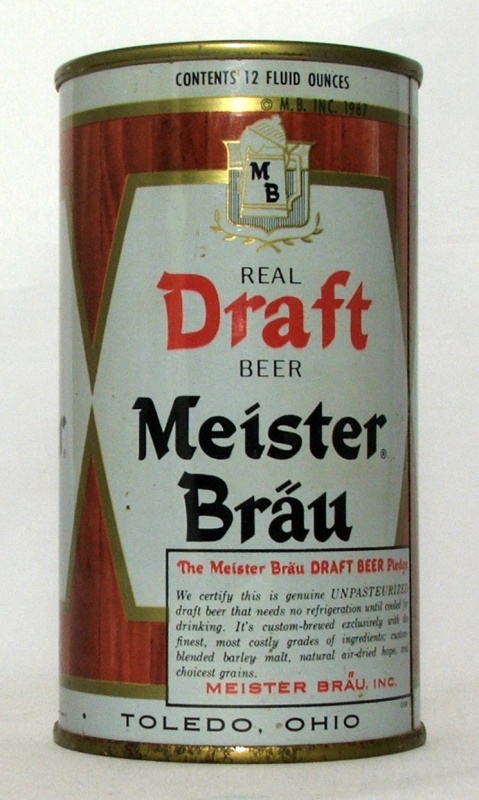 CONTENTS 12 FLUID OUNCES
© M.B. INC. 1967
M
B
REAL
Draft
BEER
Meister®
Bräu
The Meister Bräu DRAFT BEER Pledge
We certify this is genuine UNPASTEURIZED
draft beer that needs no refrigeration until cooled for
drinking. It's custom-brewed exclusively with the
finest, most costly grades of ingredients: custom-
blended barley malt, natural air-dried hops, and
choicest grains.
MEISTER BRÄU, INC.
TOLEDO, OHIO